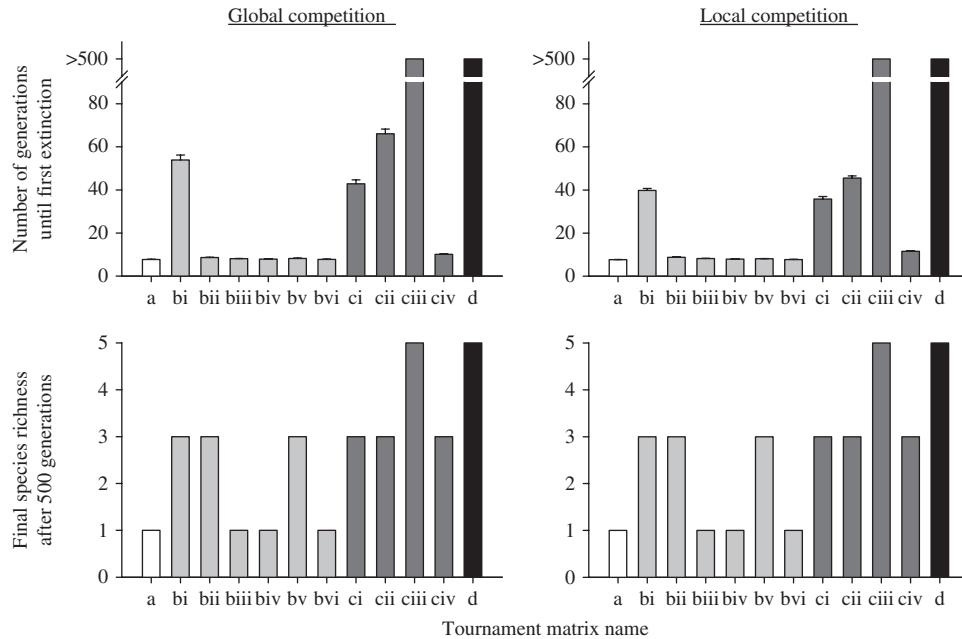 Global competition
Local competition
Number of generations
until first extinction
>500
80
60
40
20
0
a bi bii biii biv bv bvi ci cii ciii civ d
>500
80
60
40
20
0
a bi bii biii biv bv bvi ci cii ciii civ d
Final species richness
after 500 generations
5
4
3
2
1
0
a bi bii biii biv bv bvi ci cii ciii civ d
5
4
3
2
1
0
a bi bii biii biv bv bvi ci cii ciii civ d
Tournament matrix name